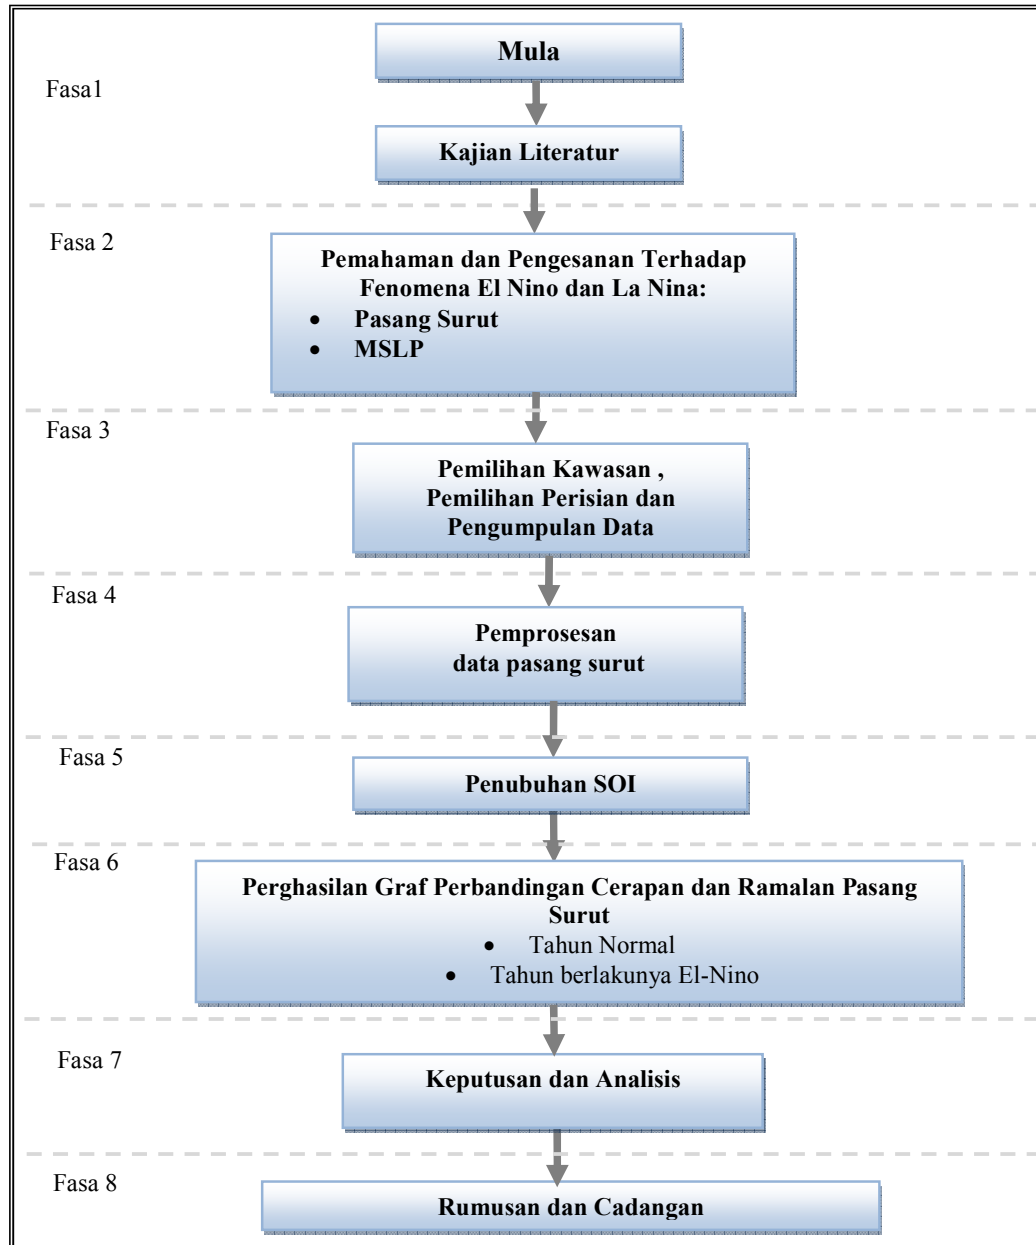 Mula
Fasa1
Kajian Literatur
Fasa 2
Pemahaman dan Pengesanan Terhadap
Fenomena El Nino dan La Nina:
• Pasang Surut
• MSLP
Fasa 3
Pemilihan Kawasan ,
Pemilihan Perisian dan
Pengumpulan Data
Fasa 4
Pemprosesan
data pasang surut
Fasa 5
Penubuhan SOI
Fasa 6
Perghasilan Graf Perbandingan Cerapan dan Ramalan Pasang
Surut
• Tahun Normal
• Tahun berlakunya El-Nino
Fasa 7
Keputusan dan Analisis
Fasa 8
Rumusan dan Cadangan